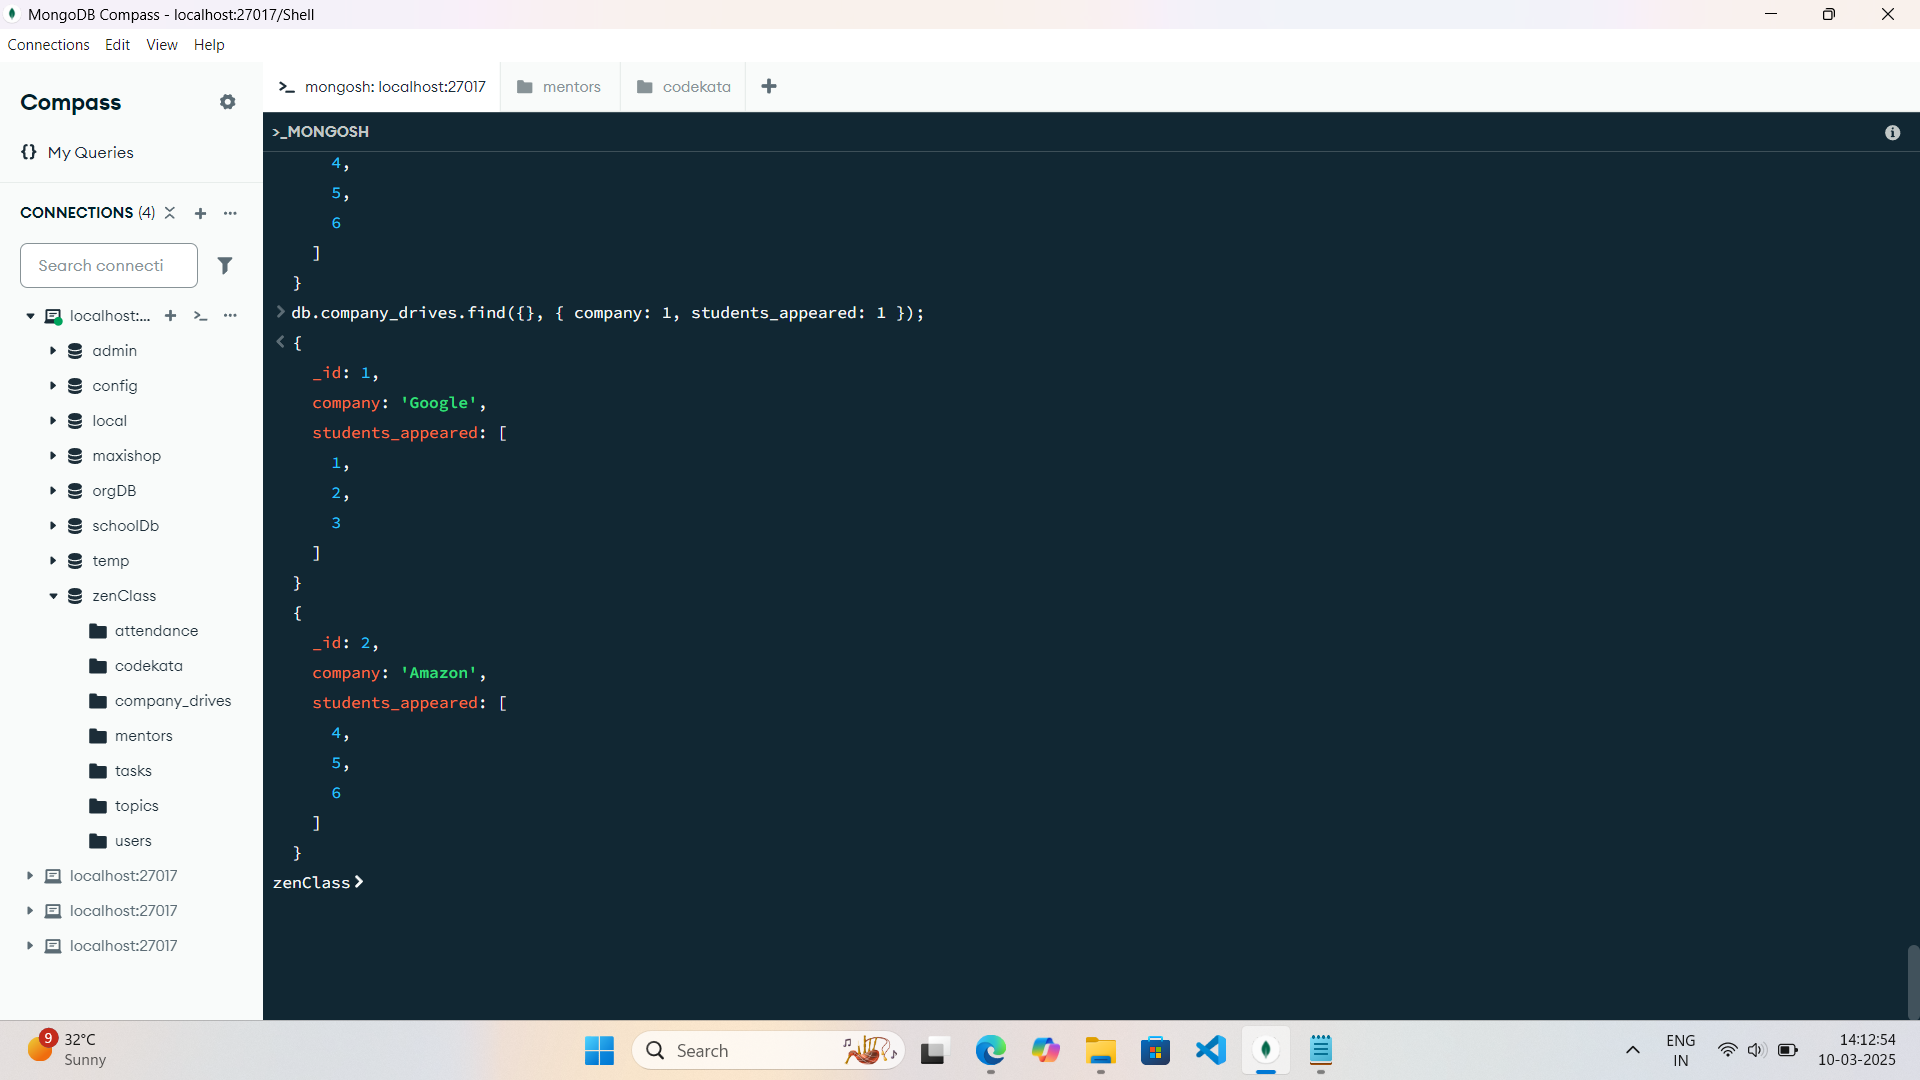 MongoDB Compass - localhost:27017/Shell
Connections Edit View Help
Compass
{} My Queries
CONNECTIONS (4)
Search connecti
localhost:...
admin
config
local
maxishop
orgDB
schoolDb
temp
zenClass
attendance
codekata
company_drives
mentors
tasks
topics
users
localhost:27017
localhost:27017
localhost:27017
>_ mongosh: localhost:27017 mentors codekata +
>_MONGOSH
4,
5,
6
]
}
> db.company_drives.find({}, { company: 1, students_appeared: 1 });
< {
_id: 1,
company: 'Google',
students_appeared: [
1,
2,
3
]
}
{
_id: 2,
company: 'Amazon',
students_appeared: [
4,
5,
6
]
}
zenClass>
9
32°C
Sunny
Search
ENG
IN
14:12:54
10-03-2025